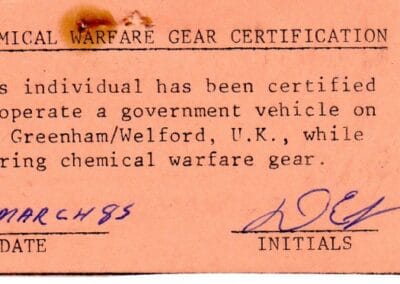 MICAL WARFARE GEAR CERTIFICATION
s individual has been certified
operate a government vehicle on
Greenham/Welford, U.K., while
ring chemical warfare gear.
MARCH 85
DATE INITIALS